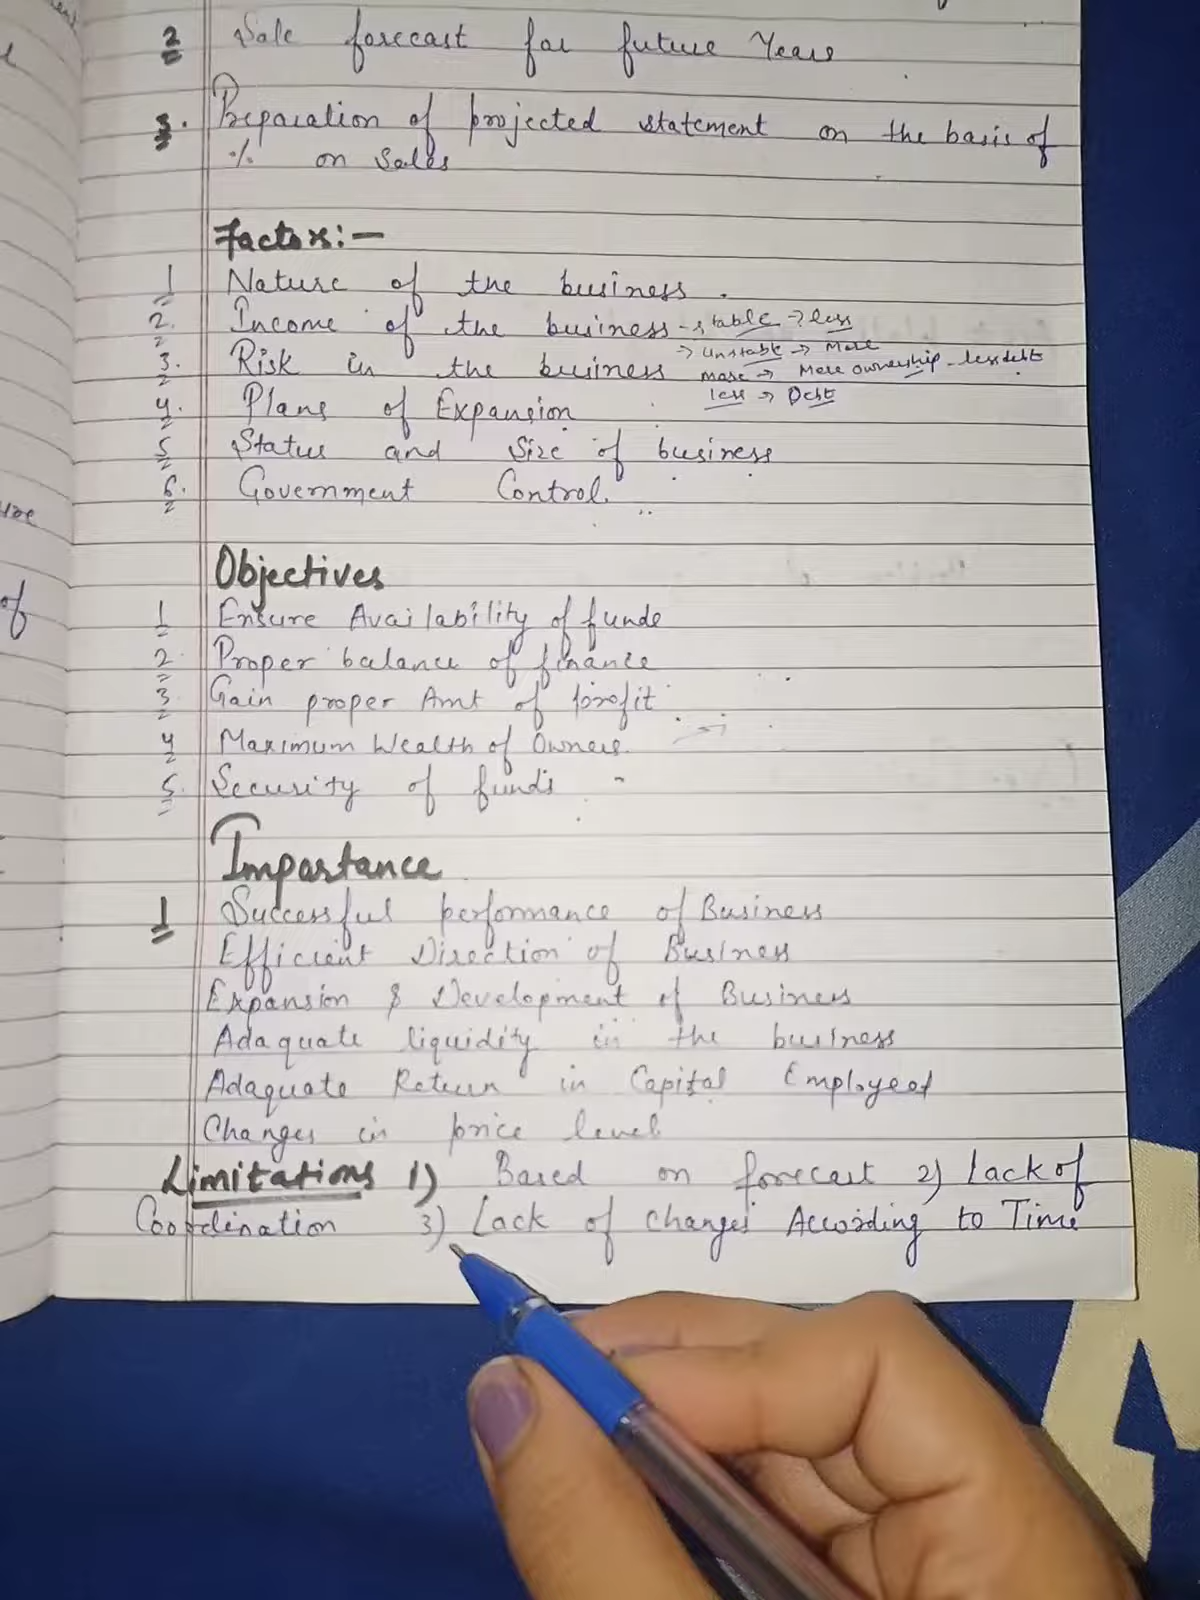 2 Sale forecast for future Years
3. Preparation of projected statement on the basis of
% on Sales
Factors:-
1 Nature of the business.
2. Income of the business → stable → less
→ unstable → More
3. Risk in the business more → More ownership - less debt
less → Debt
4. Plans of Expansion
5 Status and Size of business
6. Government Control.
Objectives
1 Ensure Availability of funds
2. Proper balance of finance
3. Gain proper Amt of profit
4 Maximum Wealth of Owners.
5. Security of funds
Importance
1 Successful performance of Business
Efficient Direction of Business
Expansion & Development of Business
Adaquate liquidity in the business
Adaquate Return in Capital Employed
Changes in price level
Limitations 1) Based on forecast 2) Lack of
Coordination 3) Lack of changes According to Time
of